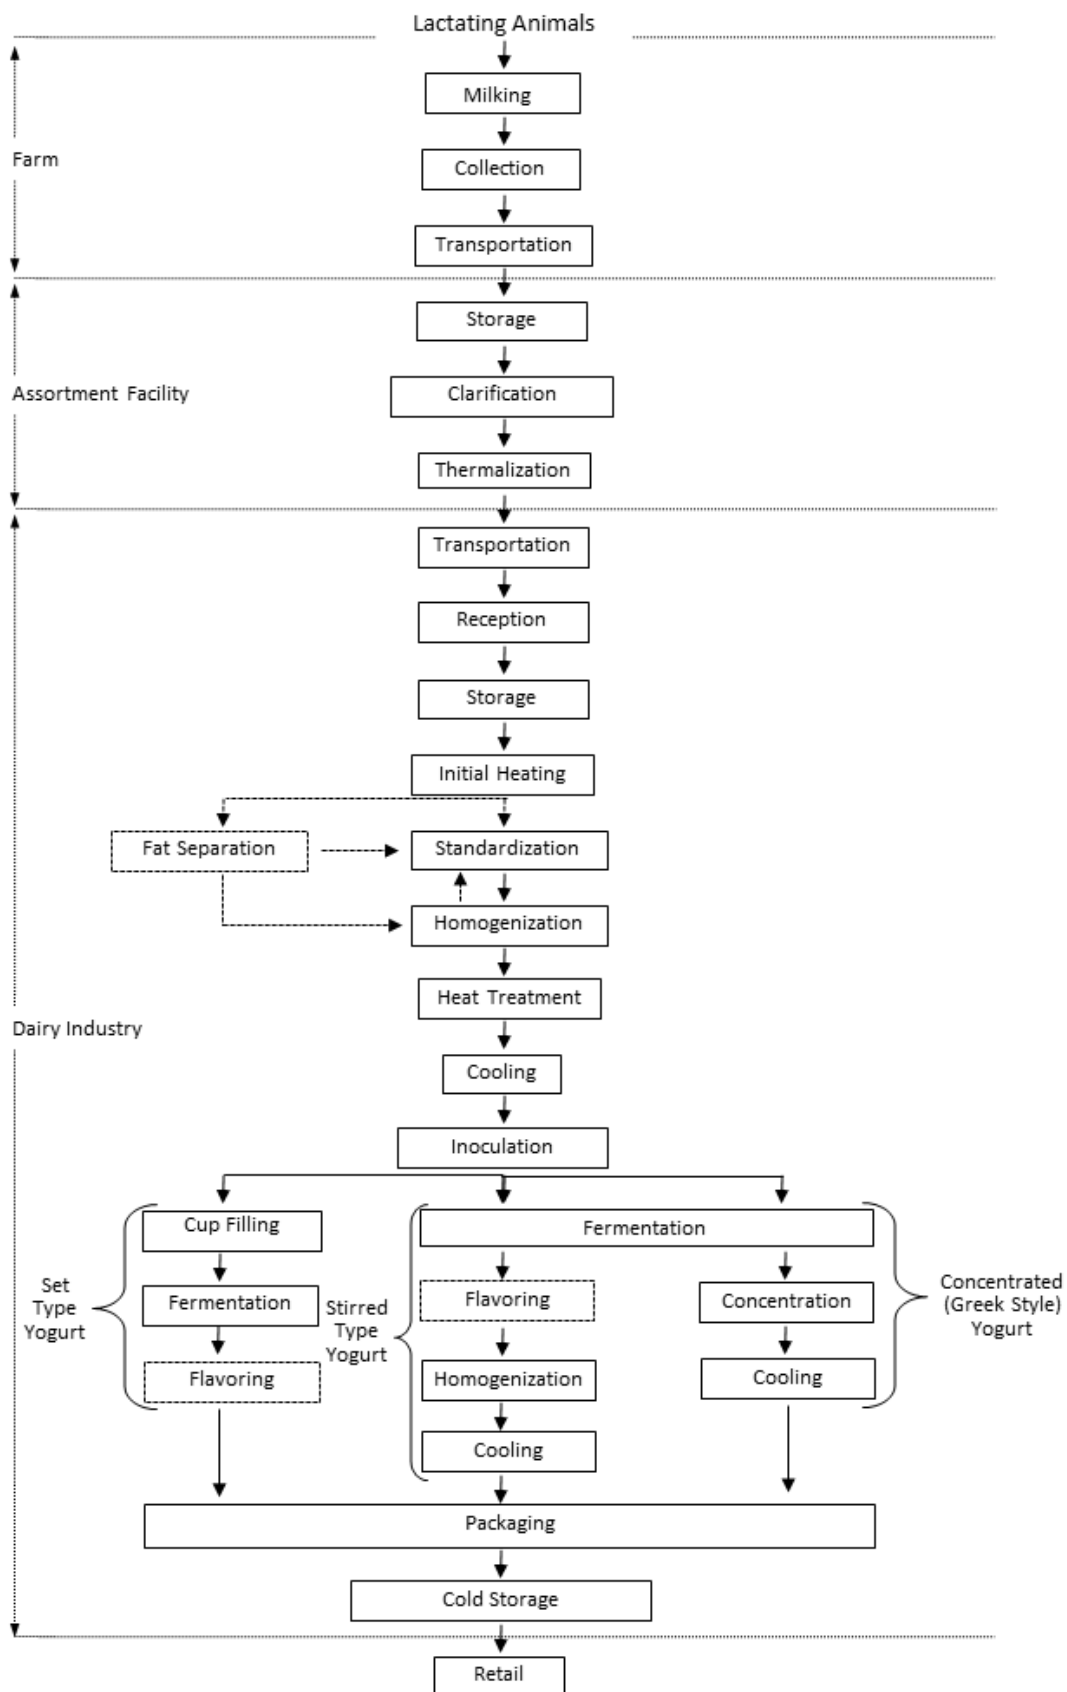 Lactating Animals
Milking
Farm
Collection
Transportation
Storage
Assortment Facility
Clarification
Thermalization
Transportation
Reception
Storage
Initial Heating
Fat Separation
Standardization
Homogenization
Heat Treatment
Dairy Industry
Cooling
Inoculation
Cup Filling
Fermentation
Set
Type
Yogurt
Fermentation
Flavoring
Stirred
Type
Yogurt
Flavoring
Homogenization
Cooling
Concentration
Cooling
Concentrated
(Greek Style)
Yogurt
Packaging
Cold Storage
Retail